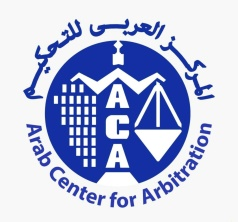 المركز العربى للتحكيم
ACA
Arab Center for Arbitration